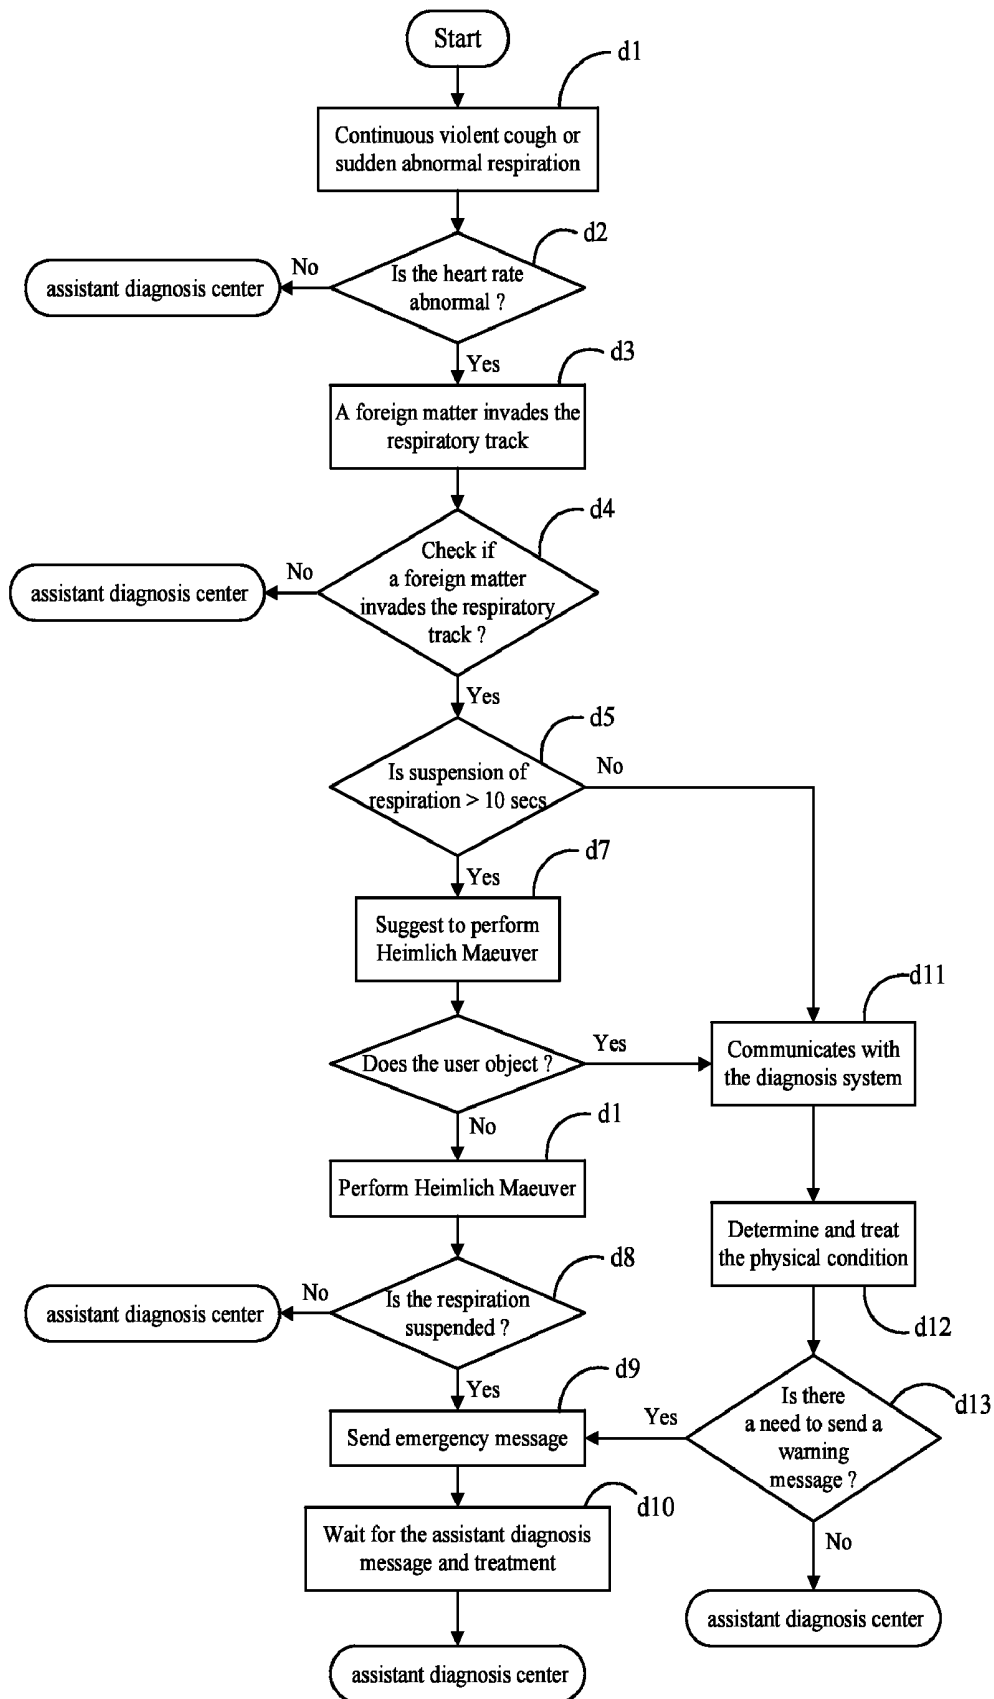 Start
d1
Continuous violent cough or
sudden abnormal respiration
d2
Is the heart rate
abnormal ?
No
assistant diagnosis center
Yes
d3
A foreign matter invades the
respiratory track
d4
Check if
a foreign matter
invades the respiratory
track ?
No
assistant diagnosis center
Yes
d5
Is suspension of
respiration > 10 secs
No
Yes
d7
Suggest to perform
Heimlich Maeuver
d11
Does the user object ?
Yes
Communicates with
the diagnosis system
No
d1
Perform Heimlich Maeuver
Determine and treat
the physical condition
d12
d8
Is the respiration
suspended ?
No
assistant diagnosis center
Yes
d9
Send emergency message
d13
Is there
a need to send a
warning
message ?
Yes
d10
Wait for the assistant diagnosis
message and treatment
No
assistant diagnosis center
assistant diagnosis center